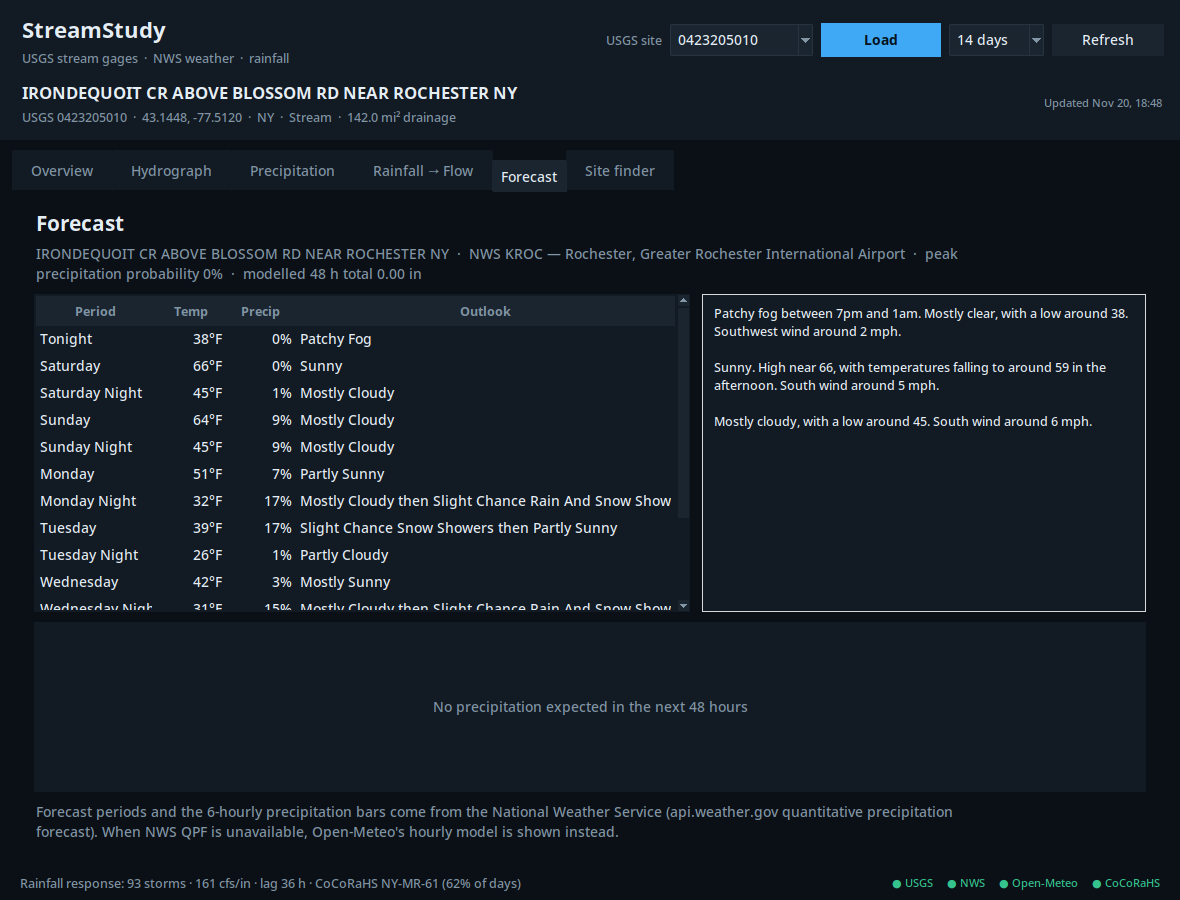 StreamStudy
USGS stream gages · NWS weather · rainfall
USGS site 0423205010 Load 14 days Refresh
IRONDEQUOIT CR ABOVE BLOSSOM RD NEAR ROCHESTER NY
USGS 0423205010 · 43.1448, -77.5120 · NY · Stream · 142.0 mi² drainage
Updated Nov 20, 18:48
Overview Hydrograph Precipitation Rainfall → Flow Forecast Site finder
Forecast
IRONDEQUOIT CR ABOVE BLOSSOM RD NEAR ROCHESTER NY · NWS KROC — Rochester, Greater Rochester International Airport · peak
precipitation probability 0% · modelled 48 h total 0.00 in
Period Temp Precip Outlook
Tonight 38°F 0% Patchy Fog
Saturday 66°F 0% Sunny
Saturday Night 45°F 1% Mostly Cloudy
Sunday 64°F 9% Mostly Cloudy
Sunday Night 45°F 9% Mostly Cloudy
Monday 51°F 7% Partly Sunny
Monday Night 32°F 17% Mostly Cloudy then Slight Chance Rain And Snow Show
Tuesday 39°F 17% Slight Chance Snow Showers then Partly Sunny
Tuesday Night 26°F 1% Partly Cloudy
Wednesday 42°F 3% Mostly Sunny
Wednesday Nigh 31°F 15% Mostly Cloudy then Slight Chance Rain And Snow Show
Patchy fog between 7pm and 1am. Mostly clear, with a low around 38.
Southwest wind around 2 mph.
Sunny. High near 66, with temperatures falling to around 59 in the
afternoon. South wind around 5 mph.
Mostly cloudy, with a low around 45. South wind around 6 mph.
No precipitation expected in the next 48 hours
Forecast periods and the 6-hourly precipitation bars come from the National Weather Service (api.weather.gov quantitative precipitation
forecast). When NWS QPF is unavailable, Open-Meteo's hourly model is shown instead.
Rainfall response: 93 storms · 161 cfs/in · lag 36 h · CoCoRaHS NY-MR-61 (62% of days)
USGS NWS Open-Meteo CoCoRaHS